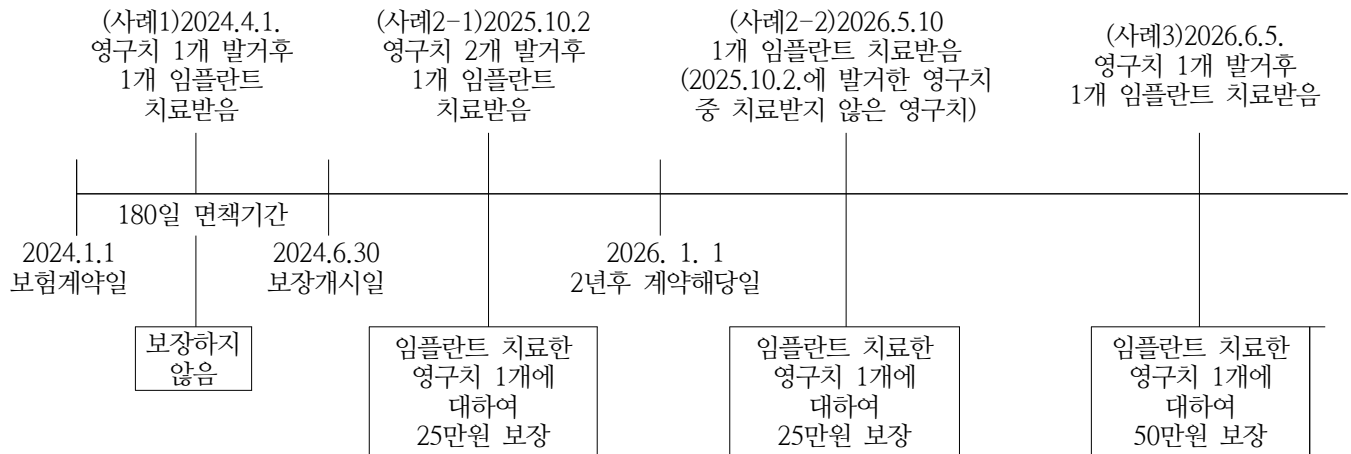 (사례1)2024.4.1.
영구치 1개 발거후
1개 임플란트
치료받음
(사례2-1)2025.10.2
영구치 2개 발거후
1개 임플란트
치료받음
(사례2-2)2026.5.10
1개 임플란트 치료받음
(2025.10.2.에 발거한 영구치
중 치료받지 않은 영구치)
(사례3)2026.6.5.
영구치 1개 발거후
1개 임플란트 치료받음
180일 면책기간
2024.1.1
보험계약일
2024.6.30
보장개시일
2026. 1. 1
2년후 계약해당일
보장하지
않음
임플란트 치료한
영구치 1개에
대하여
25만원 보장
임플란트 치료한
영구치 1개에
대하여
25만원 보장
임플란트 치료한
영구치 1개에
대하여
50만원 보장